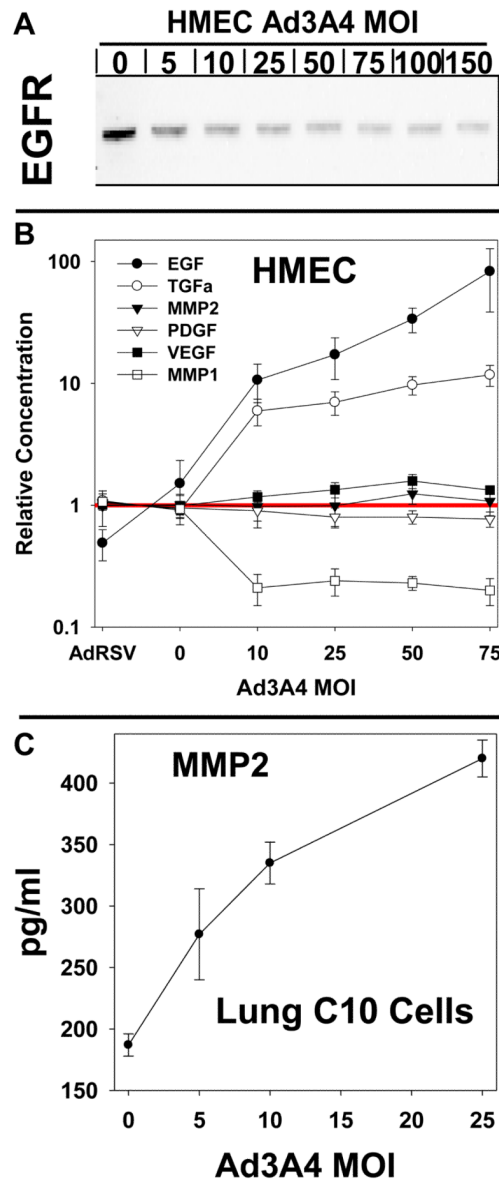 A
HMEC Ad3A4 MOI
0 | 5 | 10 | 25 | 50 | 75 | 100 | 150
EGFR
B
HMEC
EGF
TGFa
MMP2
PDGF
VEGF
MMP1
Relative Concentration
100
10
1
0.1
AdRSV 0 10 25 50 75
Ad3A4 MOI
C
MMP2
pg/ml
400
350
300
250
200
150
Lung C10 Cells
0 5 10 15 20 25
Ad3A4 MOI